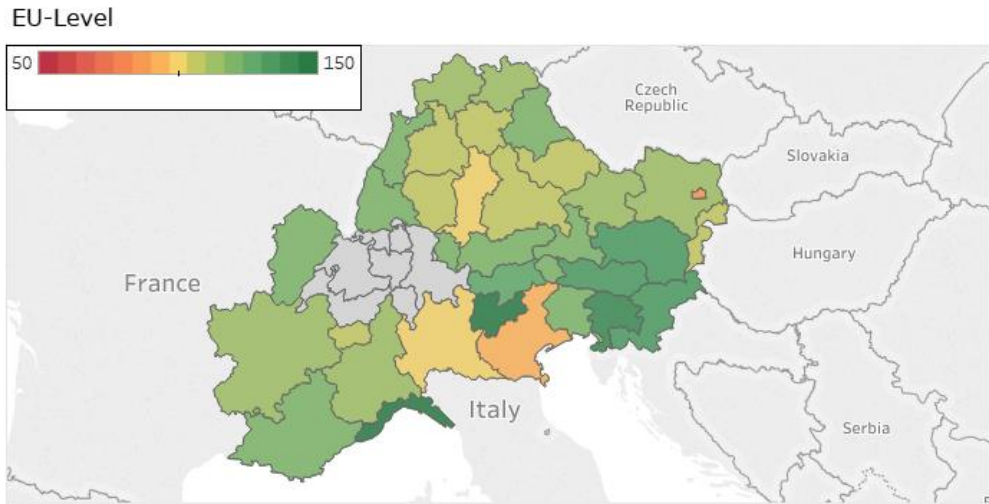 EU-Level
50
150
Czech
Republic
Slovakia
Hungary
France
Italy
Serbia